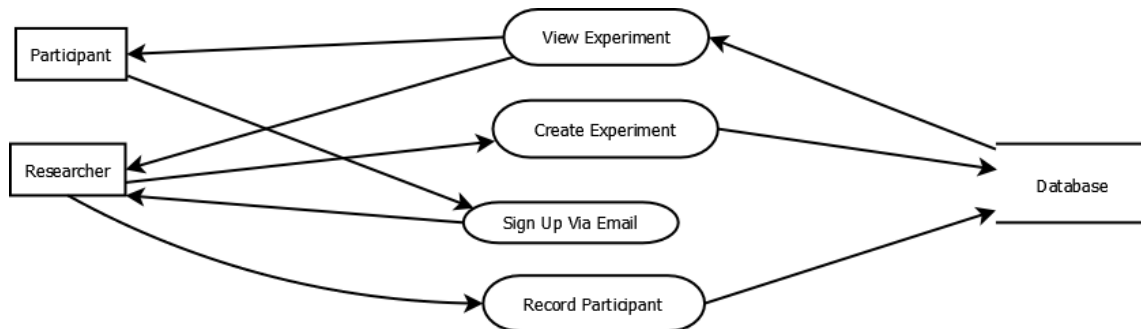 View Experiment
Participant
Create Experiment
Researcher
Database
Sign Up Via Email
Record Participant